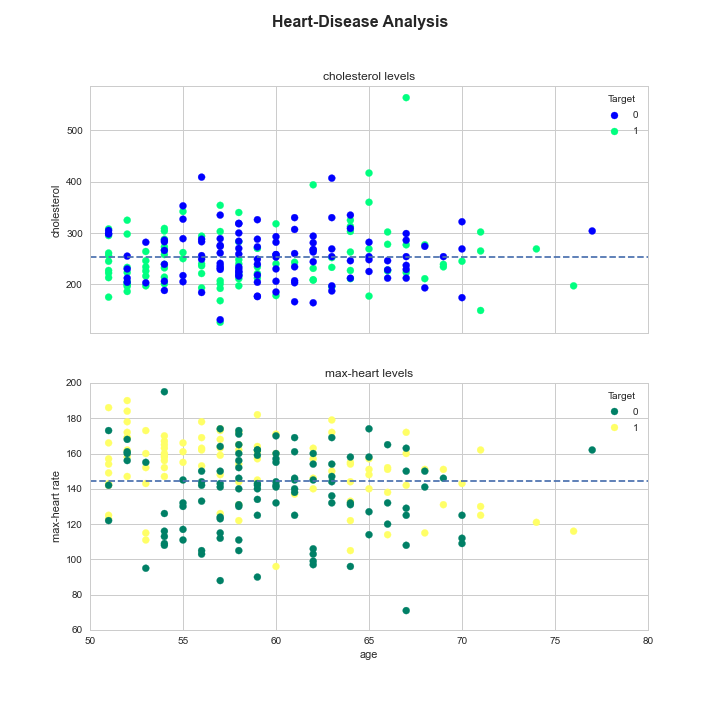 Heart-Disease Analysis
cholesterol levels
Target
0
1
500
400
300
200
cholesterol
max-heart levels
Target
0
1
200
180
160
140
120
100
80
60
max-heart rate
50 55 60 65 70 75 80
age